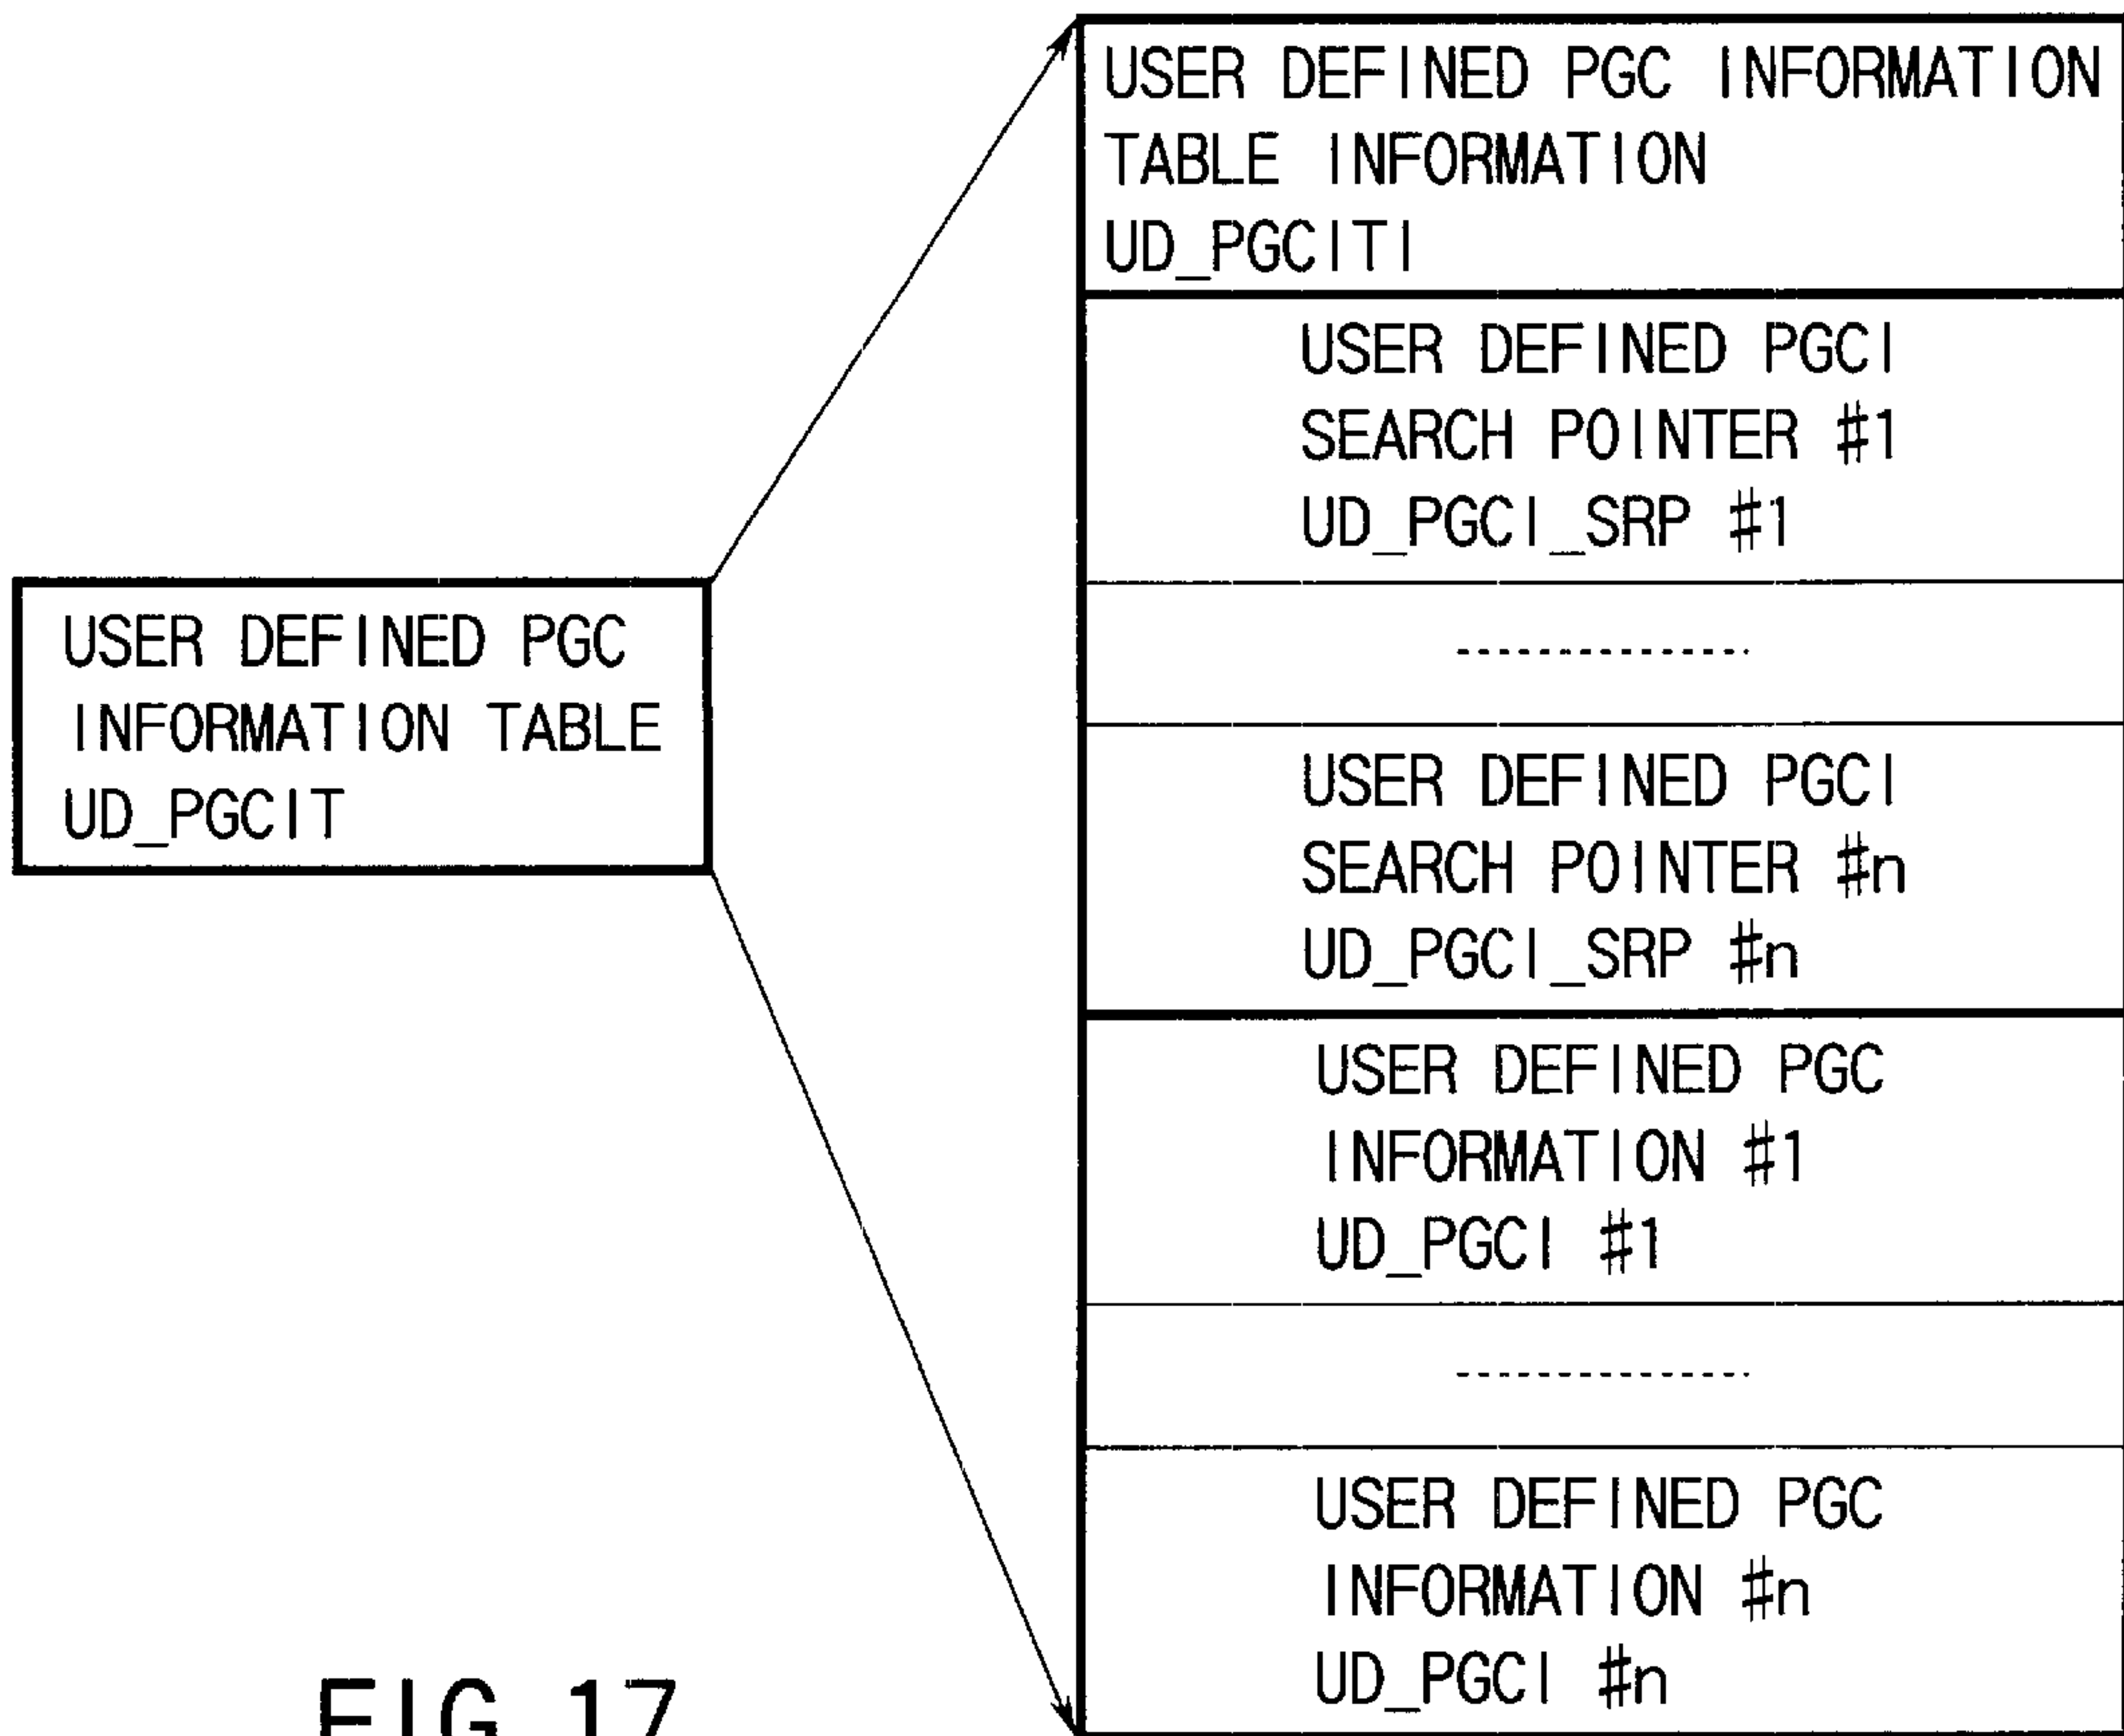 USER DEFINED PGC INFORMATION
TABLE INFORMATION
UD_PGCITI
USER DEFINED PGCI
SEARCH POINTER #1
UD_PGCI_SRP #1
---------------
USER DEFINED PGC
INFORMATION TABLE
UD_PGCIT
USER DEFINED PGCI
SEARCH POINTER #n
UD_PGCI_SRP #n
USER DEFINED PGC
INFORMATION #1
UD_PGCI #1
---------------
USER DEFINED PGC
INFORMATION #n
UD_PGCI #n
FIG. 17